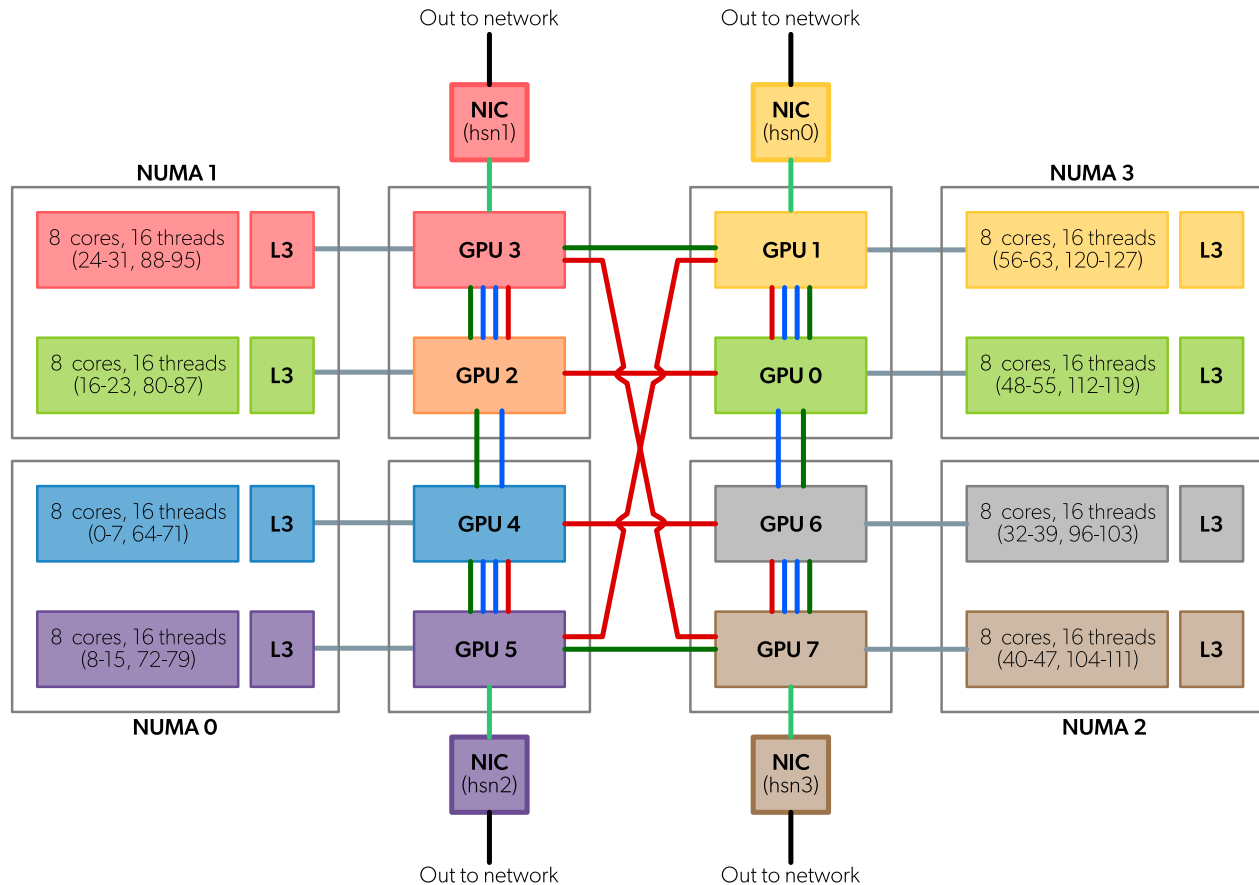 Out to network
Out to network
NIC
(hsn1)
NIC
(hsn0)
NUMA 1
NUMA 3
8 cores, 16 threads
(24-31, 88-95)
L3
GPU 3
GPU 1
8 cores, 16 threads
(56-63, 120-127)
L3
8 cores, 16 threads
(16-23, 80-87)
L3
GPU 2
GPU 0
8 cores, 16 threads
(48-55, 112-119)
L3
8 cores, 16 threads
(0-7, 64-71)
L3
GPU 4
GPU 6
8 cores, 16 threads
(32-39, 96-103)
L3
8 cores, 16 threads
(8-15, 72-79)
L3
GPU 5
GPU 7
8 cores, 16 threads
(40-47, 104-111)
L3
NUMA 0
NUMA 2
NIC
(hsn2)
NIC
(hsn3)
Out to network
Out to network